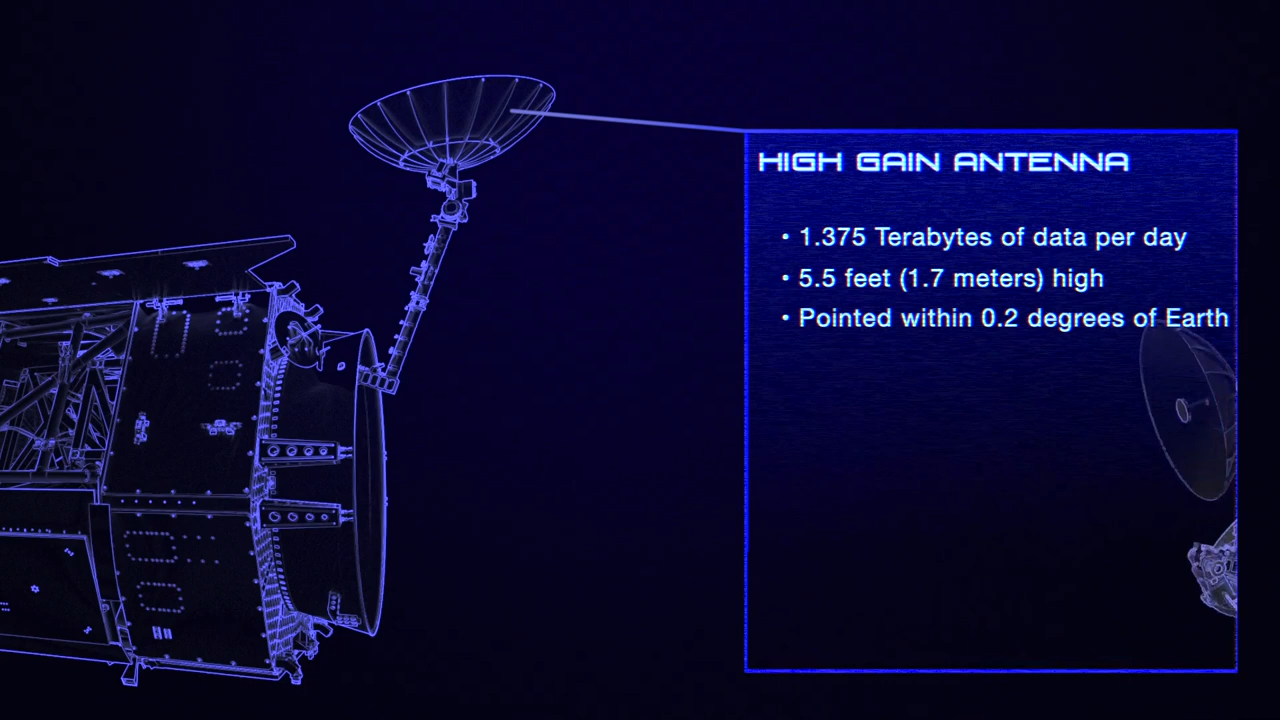 HIGH GAIN ANTENNA
• 1.375 Terabytes of data per day
• 5.5 feet (1.7 meters) high
• Pointed within 0.2 degrees of Earth